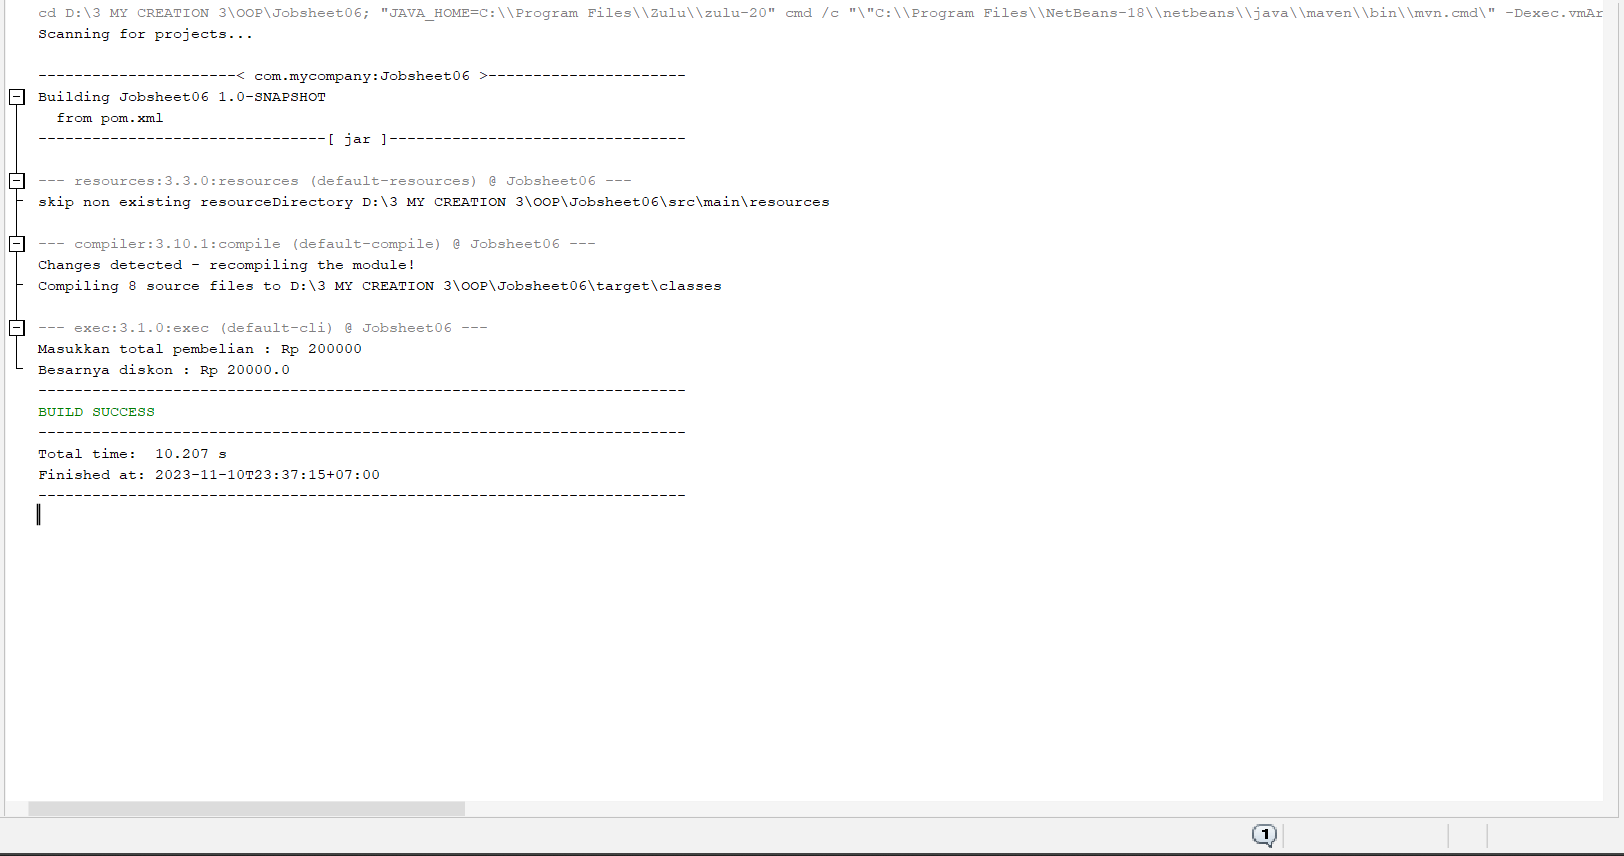 cd D:\3 MY CREATION 3\OOP\Jobsheet06; "JAVA_HOME=C:\\Program Files\\Zulu\\zulu-20" cmd /c "\"C:\\Program Files\\NetBeans-18\\netbeans\\java\\maven\\bin\\mvn.cmd\" -Dexec.vmAr
Scanning for projects...
----------------------< com.mycompany:Jobsheet06 >----------------------
Building Jobsheet06 1.0-SNAPSHOT
  from pom.xml
--------------------------------[ jar ]---------------------------------
--- resources:3.3.0:resources (default-resources) @ Jobsheet06 ---
skip non existing resourceDirectory D:\3 MY CREATION 3\OOP\Jobsheet06\src\main\resources
--- compiler:3.10.1:compile (default-compile) @ Jobsheet06 ---
Changes detected - recompiling the module!
Compiling 8 source files to D:\3 MY CREATION 3\OOP\Jobsheet06\target\classes
--- exec:3.1.0:exec (default-cli) @ Jobsheet06 ---
Masukkan total pembelian : Rp 200000
Besarnya diskon : Rp 20000.0
------------------------------------------------------------------------
BUILD SUCCESS
------------------------------------------------------------------------
Total time:  10.207 s
Finished at: 2023-11-10T23:37:15+07:00
------------------------------------------------------------------------
1